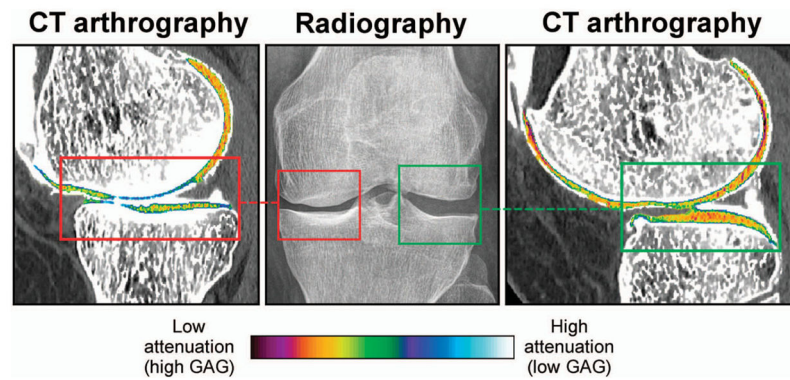 CT arthrography
Radiography
CT arthrography
Low
attenuation
(high GAG)
High
attenuation
(low GAG)